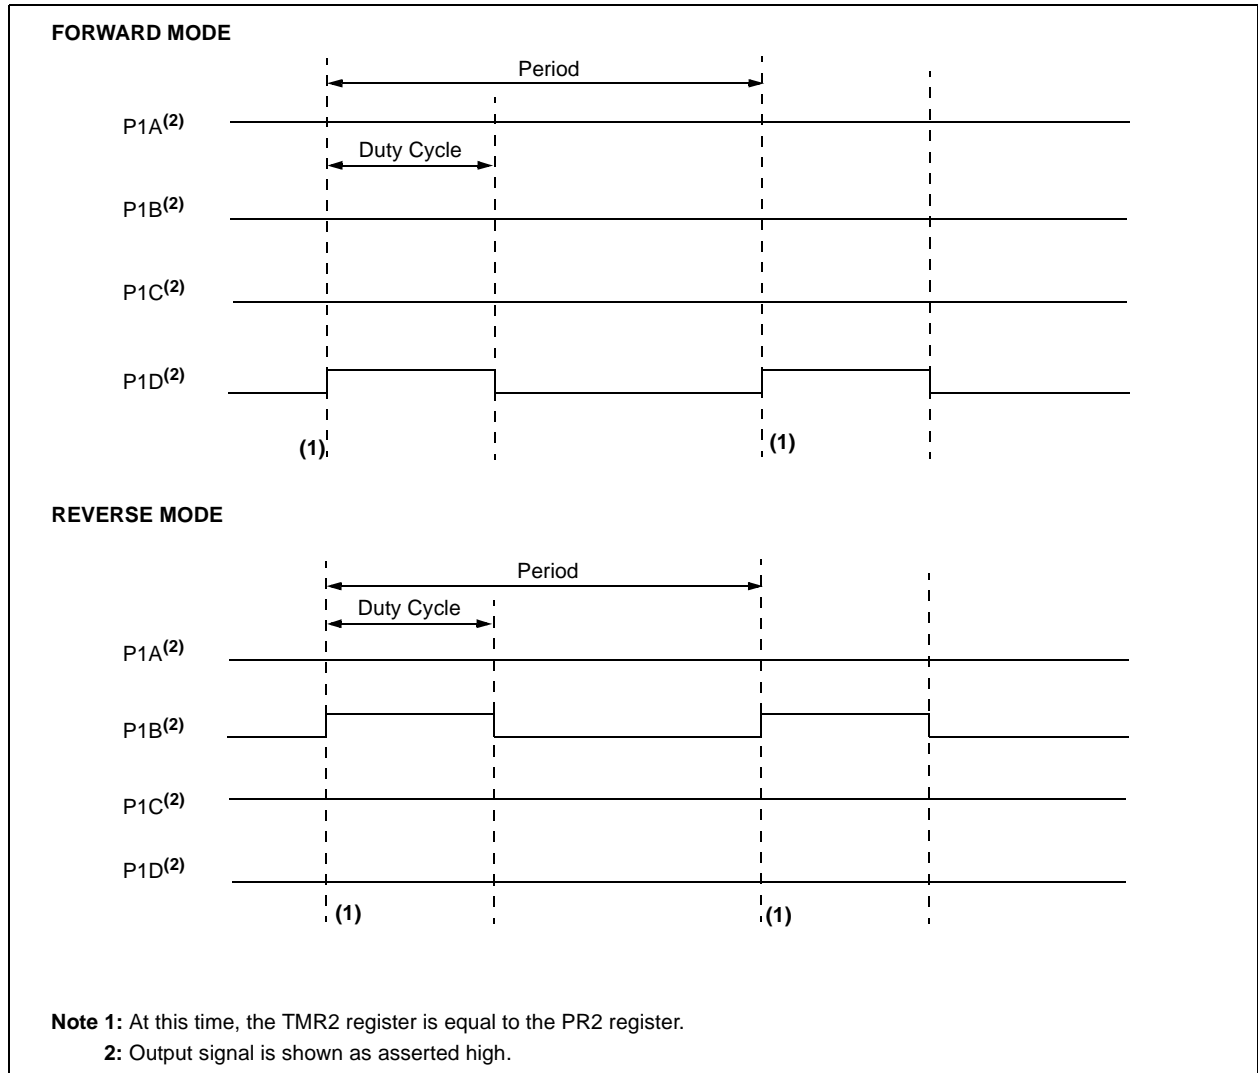 FORWARD MODE
Period
P1A(2)
Duty Cycle
P1B(2)
P1C(2)
P1D(2)
(1)
(1)
REVERSE MODE
Period
Duty Cycle
P1A(2)
P1B(2)
P1C(2)
P1D(2)
(1)
(1)
Note 1: At this time, the TMR2 register is equal to the PR2 register.
2: Output signal is shown as asserted high.